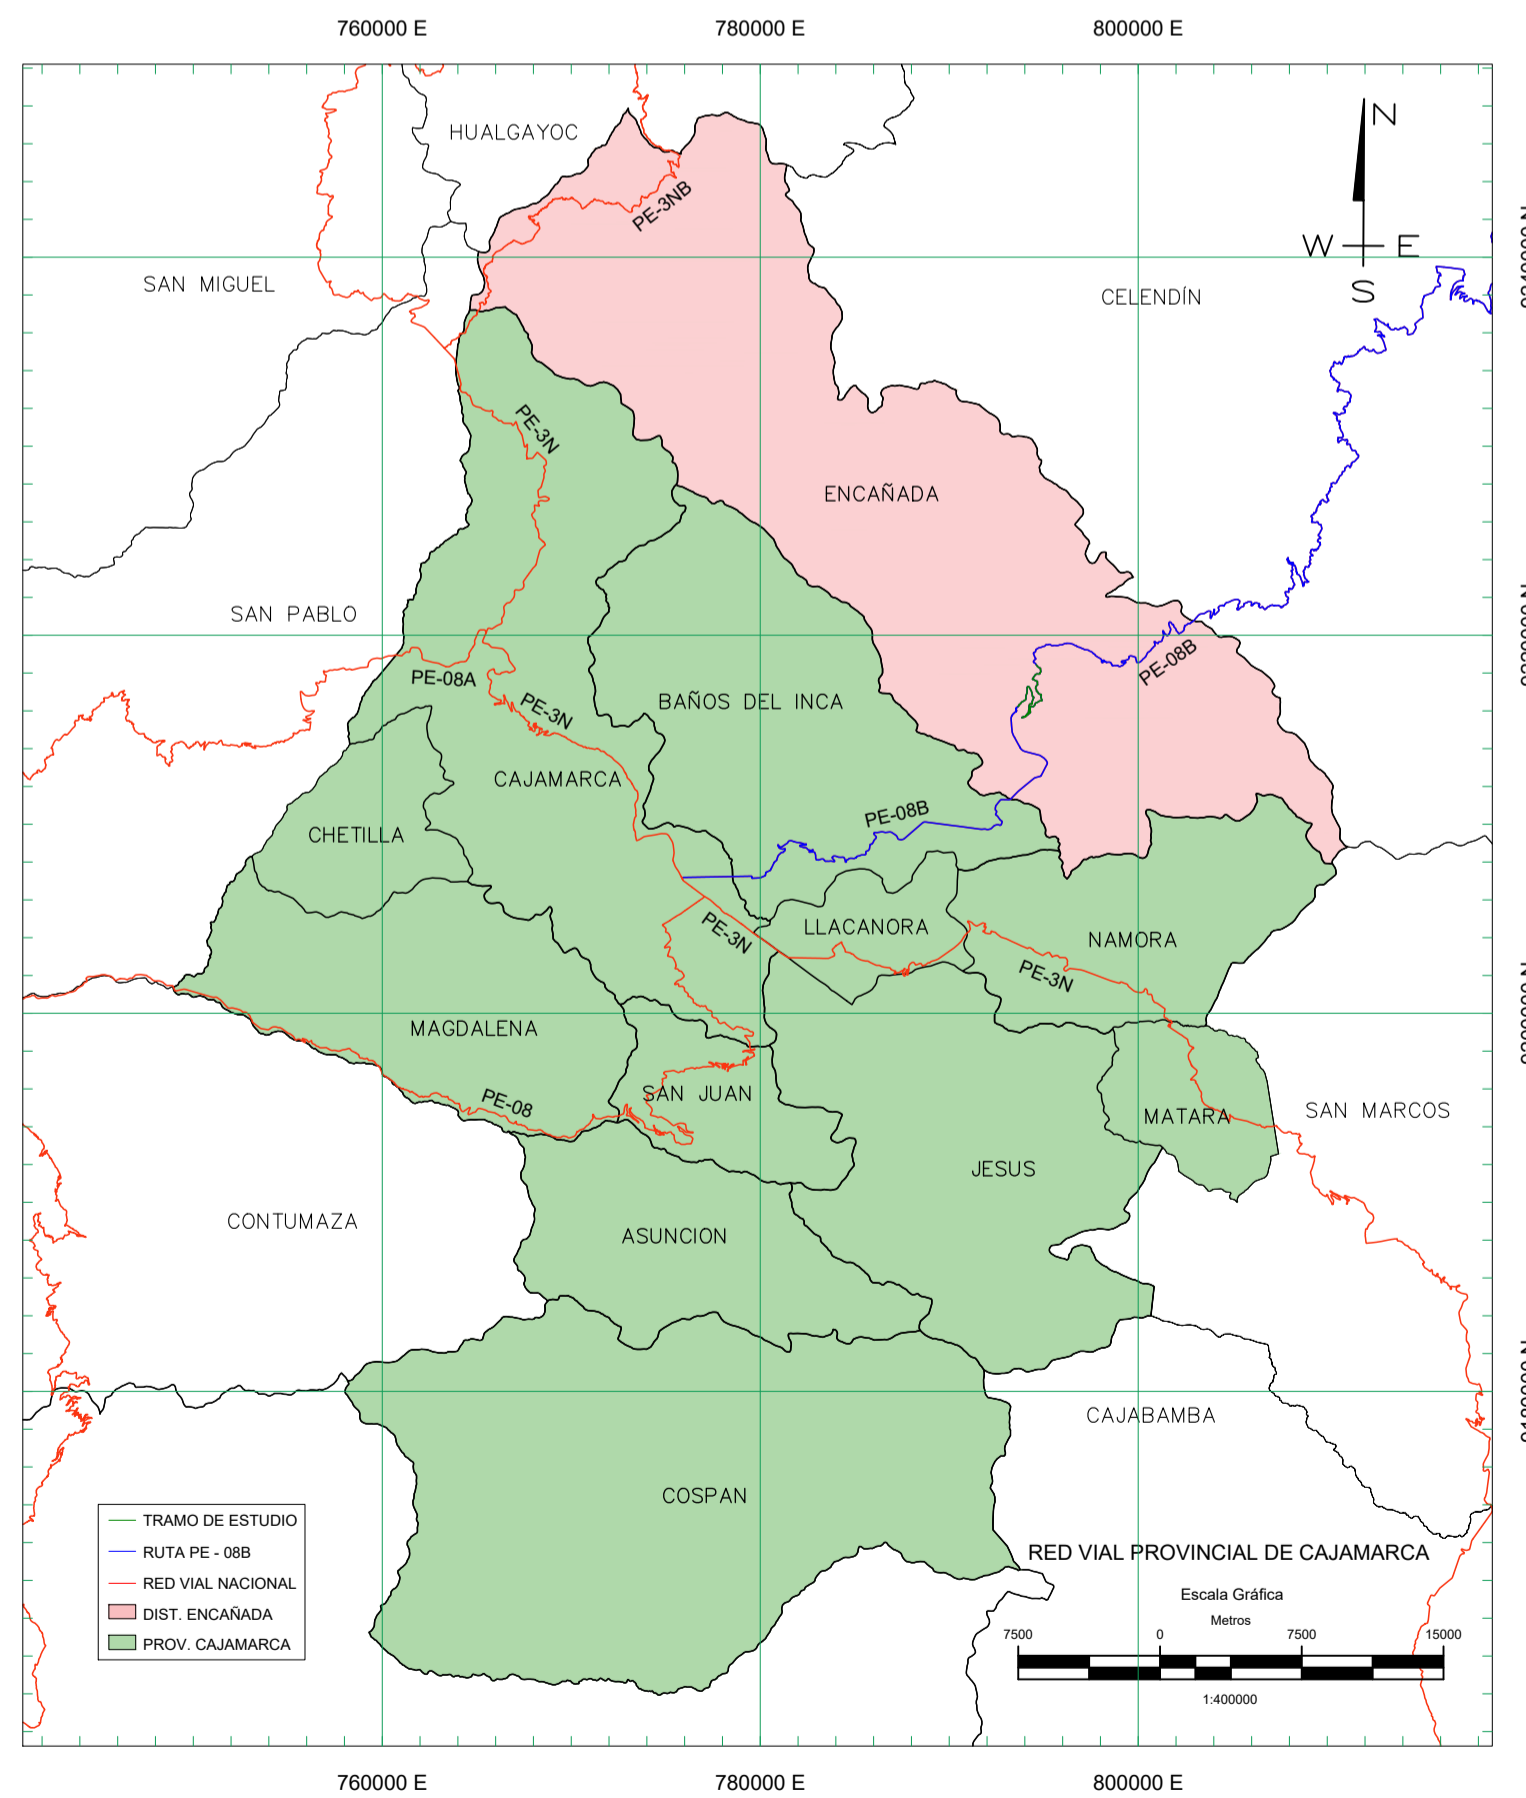 760000 E
780000 E
800000 E
HUALGAYOC
N
PE-3NB
W
E
S
SAN MIGUEL
CELENDÍN
PE-3N
ENCAÑADA
SAN PABLO
PE-08B
PE-08A
PE-3N
BAÑOS DEL INCA
CAJAMARCA
PE-08B
CHETILLA
PE-3N
LLACANORA
NAMORA
PE-3N
MAGDALENA
SAN JUAN
PE-08
MATARA
SAN MARCOS
JESUS
CONTUMAZA
ASUNCION
CAJABAMBA
COSPAN
TRAMO DE ESTUDIO
RUTA PE - 08B
RED VIAL NACIONAL
DIST. ENCAÑADA
PROV. CAJAMARCA
RED VIAL PROVINCIAL DE CAJAMARCA
Escala Gráfica
Metros
7500
0
7500
15000
1:400000
760000 E
780000 E
800000 E